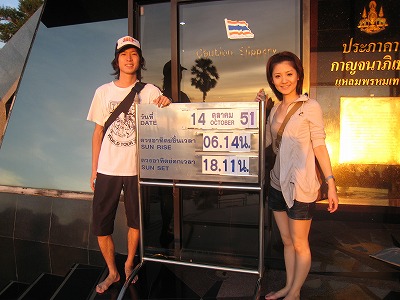 Caution : Slippery
ประภาคา
กาญจนาภิเษ
แหลมพรหมเท
วันที่ 14 ตุลาคม 51
DATE OCTOBER
ดวงอาทิตย์ขึ้นเวลา 06.14น.
SUN RISE
ดวงอาทิตย์ตกเวลา 18.11น.
SUN SET
WORLD TOUR